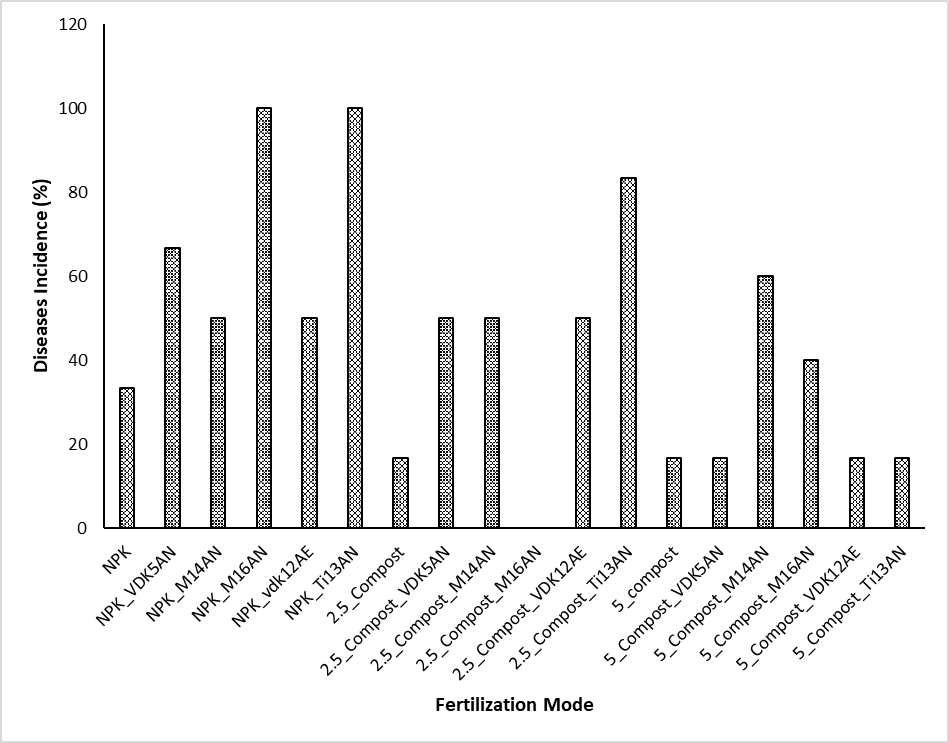 120
100
80
60
40
20
0
Diseases Incidence (%)
NPK
NPK_VDK5AN
NPK_M14AN
NPK_M16AN
NPK_vdk12AE
NPK_Ti13AN
2.5_Compost
2.5_Compost_VDK5AN
2.5_Compost_M14AN
2.5_Compost_M16AN
2.5_Compost_VDK12AE
2.5_Compost_Ti13AN
5_compost
5_Compost_VDK5AN
5_Compost_M14AN
5_Compost_M16AN
5_Compost_VDK12AE
5_Compost_Ti13AN
Fertilization Mode